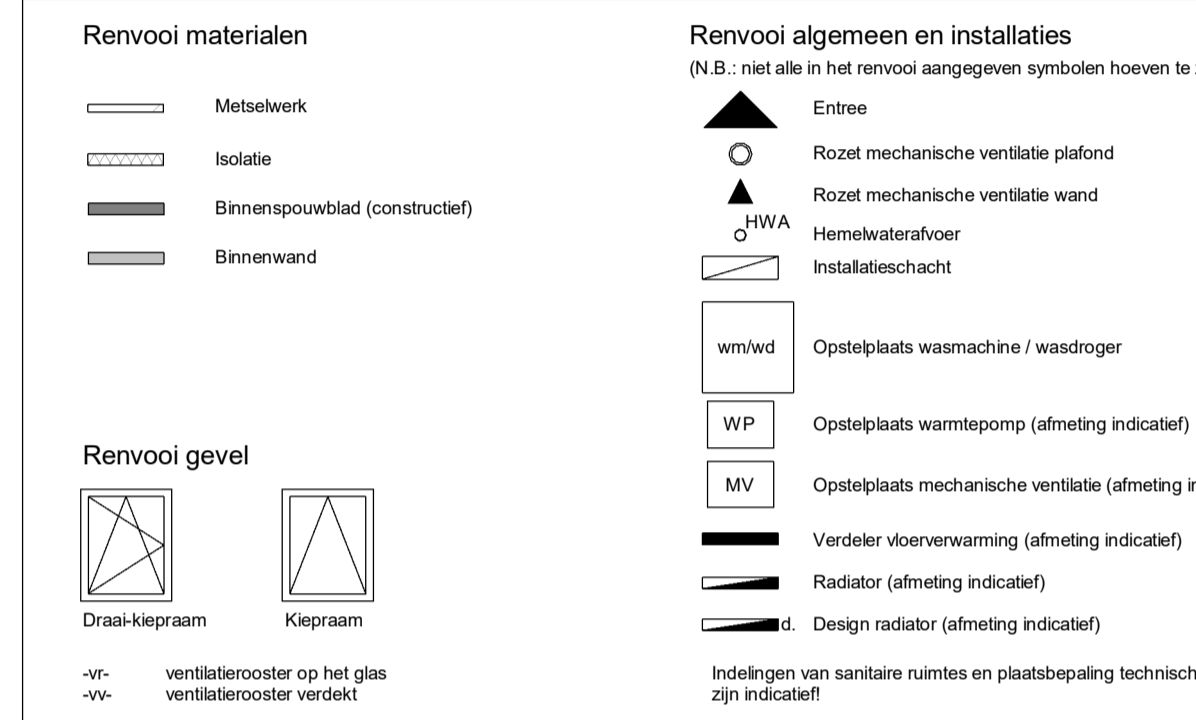 Renvooi materialen
Metselwerk
Isolatie
Binnenspouwblad (constructief)
Binnenwand
Renvooi gevel
Draai-kiepraam
Kiepraam
-vr- ventilatierooster op het glas
-vv- ventilatierooster verdekt
Renvooi algemeen en installaties
(N.B.: niet alle in het renvooi aangegeven symbolen hoeven te
Entree
Rozet mechanische ventilatie plafond
Rozet mechanische ventilatie wand
HWA Hemelwaterafvoer
Installatieschacht
wm/wd Opstelplaats wasmachine / wasdroger
WP Opstelplaats warmtepomp (afmeting indicatief)
MV Opstelplaats mechanische ventilatie (afmeting
Verdeler vloerverwarming (afmeting indicatief)
Radiator (afmeting indicatief)
d. Design radiator (afmeting indicatief)
Indelingen van sanitaire ruimtes en plaatsbepaling technisch
zijn indicatief!